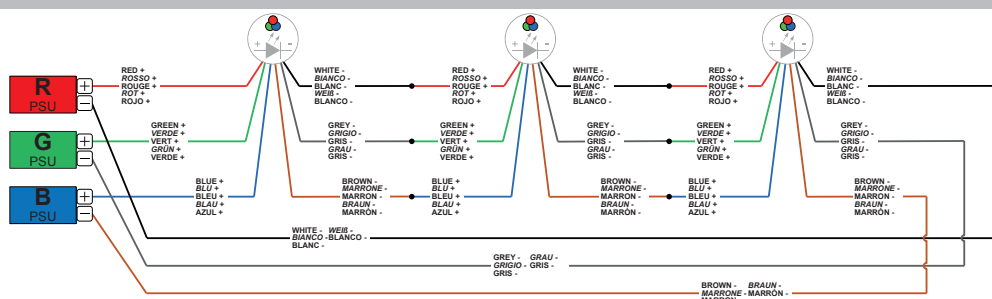 + -
+ -
+ -
R
PSU
+
−
RED +
ROSSO +
ROUGE +
ROT +
ROJO +
WHITE -
BIANCO -
BLANC -
WEIß -
BLANCO -
RED +
ROSSO +
ROUGE +
ROT +
ROJO +
WHITE -
BIANCO -
BLANC -
WEIß -
BLANCO -
RED +
ROSSO +
ROUGE +
ROT +
ROJO +
WHITE -
BIANCO -
BLANC -
WEIß -
BLANCO -
G
PSU
+
−
GREEN +
VERDE +
VERT +
GRÜN +
VERDE +
GREY -
GRIGIO -
GRIS -
GRAU -
GRIS -
GREEN +
VERDE +
VERT +
GRÜN +
VERDE +
GREY -
GRIGIO -
GRIS -
GRAU -
GRIS -
GREEN +
VERDE +
VERT +
GRÜN +
VERDE +
GREY -
GRIGIO -
GRIS -
GRAU -
GRIS -
B
PSU
+
−
BLUE +
BLU +
BLEU +
BLAU +
AZUL +
BROWN -
MARRONE -
MARRON -
BRAUN -
MARRÓN -
BLUE +
BLU +
BLEU +
BLAU +
AZUL +
BROWN -
MARRONE -
MARRON -
BRAUN -
MARRÓN -
BLUE +
BLU +
BLEU +
BLAU +
AZUL +
BROWN -
MARRONE -
MARRON -
BRAUN -
MARRÓN -
WHITE - WEIß -
BIANCO - BLANCO -
BLANC -
GREY - GRAU -
GRIGIO - GRIS -
GRIS -
BROWN - BRAUN -
MARRONE - MARRÓN -